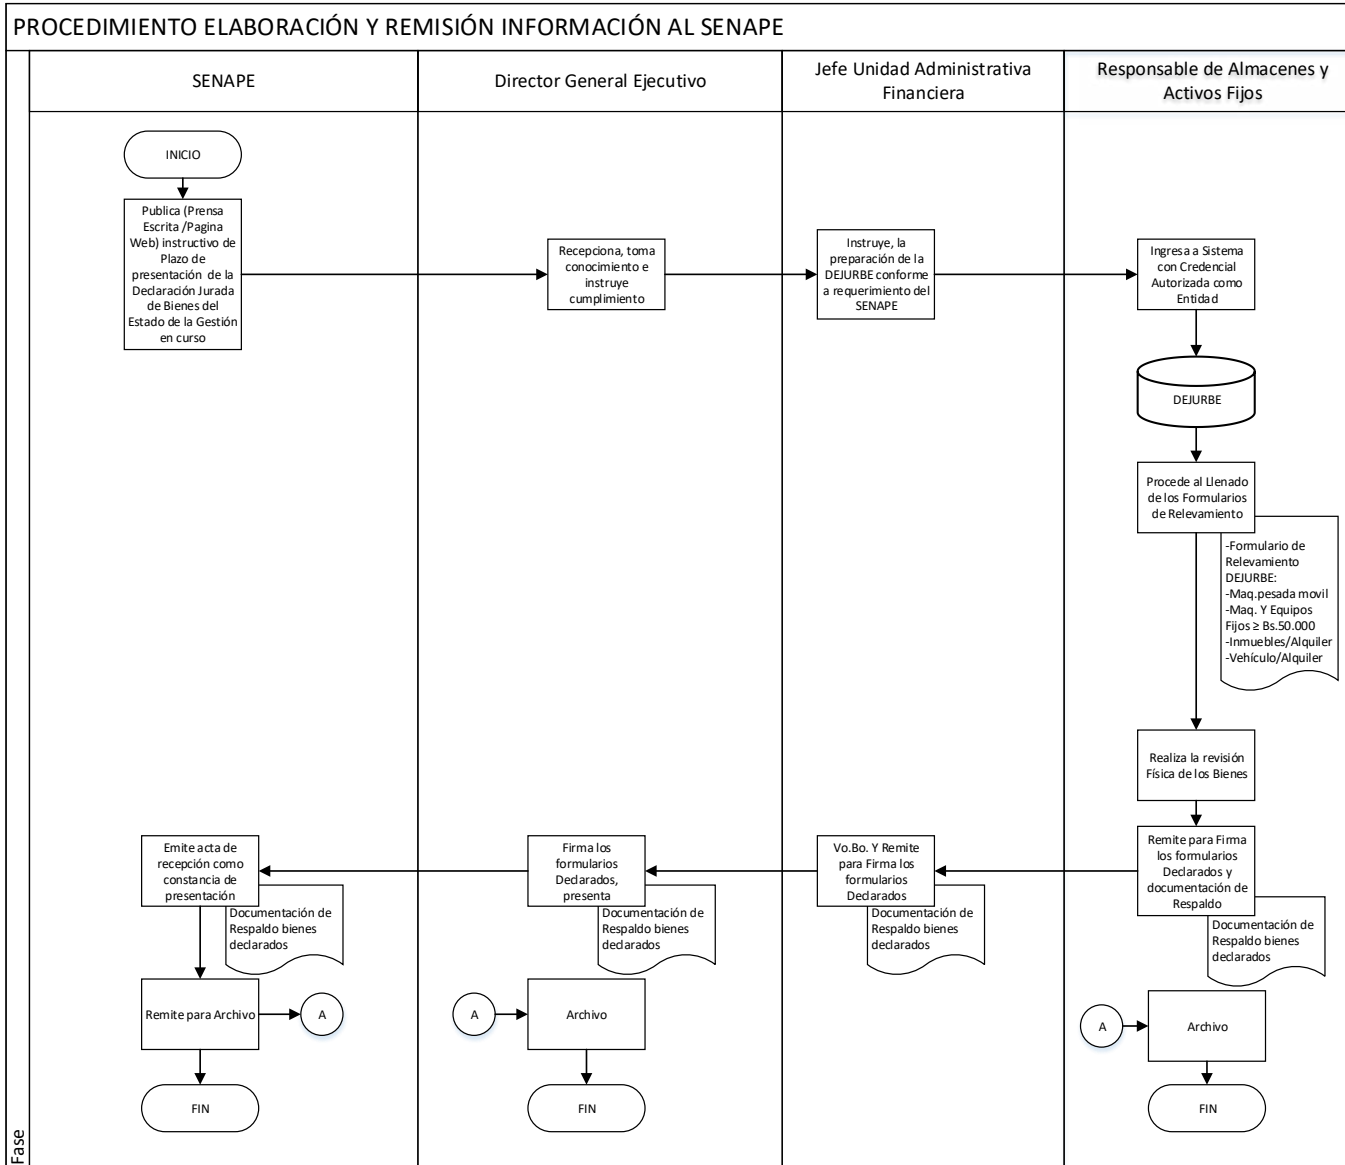 PROCEDIMIENTO ELABORACIÓN Y REMISIÓN INFORMACIÓN AL SENAPE
SENAPE
Director General Ejecutivo
Jefe Unidad Administrativa
Financiera
Responsable de Almacenes y
Activos Fijos
INICIO
Publica (Prensa
Escrita /Pagina
Web) instructivo de
Plazo de
presentación de la
Declaración Jurada
de Bienes del
Estado de la Gestión
en curso
Recepciona, toma
conocimiento e
instruye
cumplimiento
Instruye, la
preparación de la
DEJURBE conforme
a requerimiento del
SENAPE
Ingresa a Sistema
con Credencial
Autorizada como
Entidad
DEJURBE
Procede al Llenado
de los Formularios
de Relevamiento
-Formulario de
Relevamiento
DEJURBE:
-Maq.pesada movil
-Maq. Y Equipos
Fijos ≥ Bs.50.000
-Inmuebles/Alquiler
-Vehículo/Alquiler
Realiza la revisión
Física de los Bienes
Emite acta de
recepción como
constancia de
presentación
Documentación de
Respaldo bienes
declarados
Firma los
formularios
Declarados,
presenta
Documentación de
Respaldo bienes
declarados
Vo.Bo. Y Remite
para Firma los
formularios
Declarados
Documentación de
Respaldo bienes
declarados
Remite para Firma
los formularios
Declarados y
documentación de
Respaldo
Documentación de
Respaldo bienes
declarados
Remite para Archivo
A
A
Archivo
A
Archivo
FIN
FIN
FIN
Fase